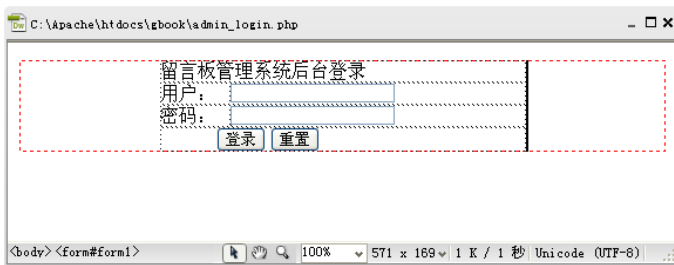 C:\Apache\htdocs\gbook\admin_login.php
留言板管理系统后台登录
用户：
密码：
登录 重置
<body> <form#form1> 100% 571 x 169 1 K / 1 秒 Unicode (UTF-8)